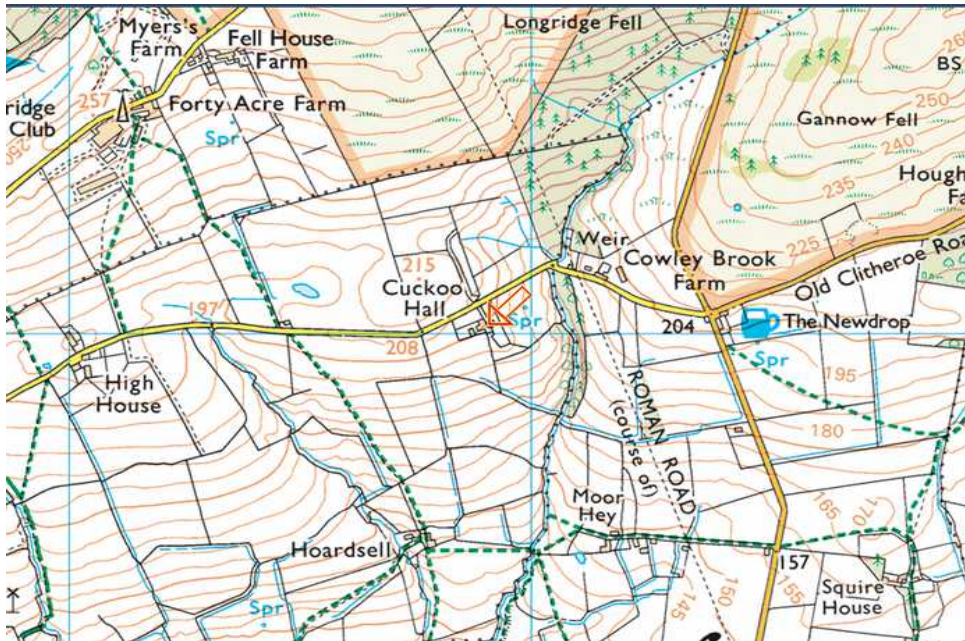 Longridge Fell
Myer's
Farm
Fell House
Farm
257
Forty Acre Farm
ridge
Club
250
Spr
BS
250
Gannow Fell
240
235
Hough
225
Weir
215
Cuckoo
Hall
Cowley Brook
Farm
Old Clitheroe Roa
197
Spr
204
The Newdrop
208
Spr
High
House
195
180
ROMAN ROAD
(course of)
Moor
Hey
165
170
Hoardsell
157
Squire
House
155
150
145
Spr